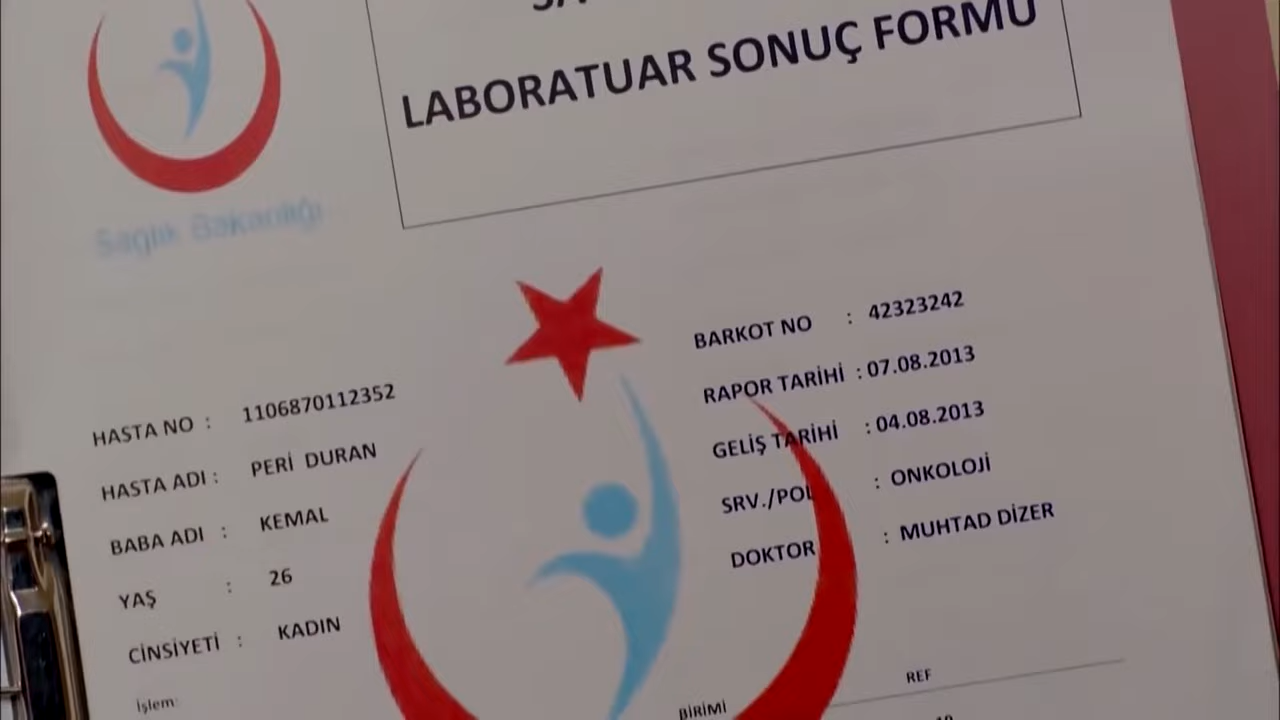 LABORATUAR SONUÇ FORMU
Sağlık Bakanlığı
BARKOT NO : 42323242
RAPOR TARİHİ : 07.08.2013
GELİŞ TARİHİ : 04.08.2013
SRV./POL : ONKOLOJİ
DOKTOR : MUHTAD DİZER
HASTA NO : 1106870112352
HASTA ADI : PERİ DURAN
BABA ADI : KEMAL
YAŞ : 26
CİNSİYETİ : KADIN
İşlem:
BİRİMİ
REF